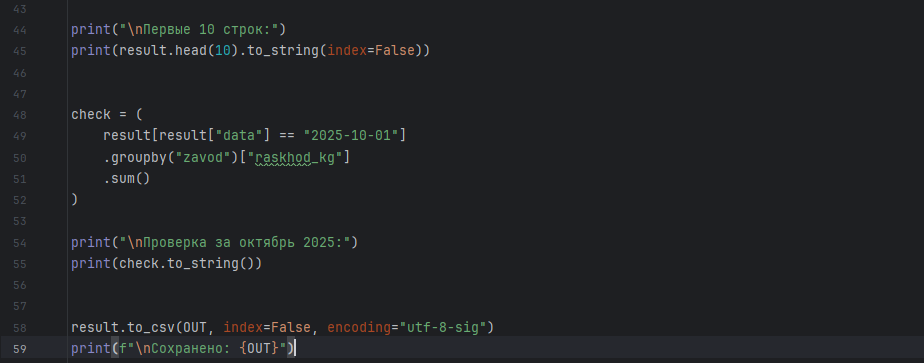 43
44 print("\nПервые 10 строк:")
45 print(result.head(10).to_string(index=False))
46
47
48 check = (
49     result[result["data"] == "2025-10-01"]
50     .groupby("zavod")["raskhod_kg"]
51     .sum()
52 )
53
54 print("\nПроверка за октябрь 2025:")
55 print(check.to_string())
56
57
58 result.to_csv(OUT, index=False, encoding="utf-8-sig")
59 print(f"\nСохранено: {OUT}")